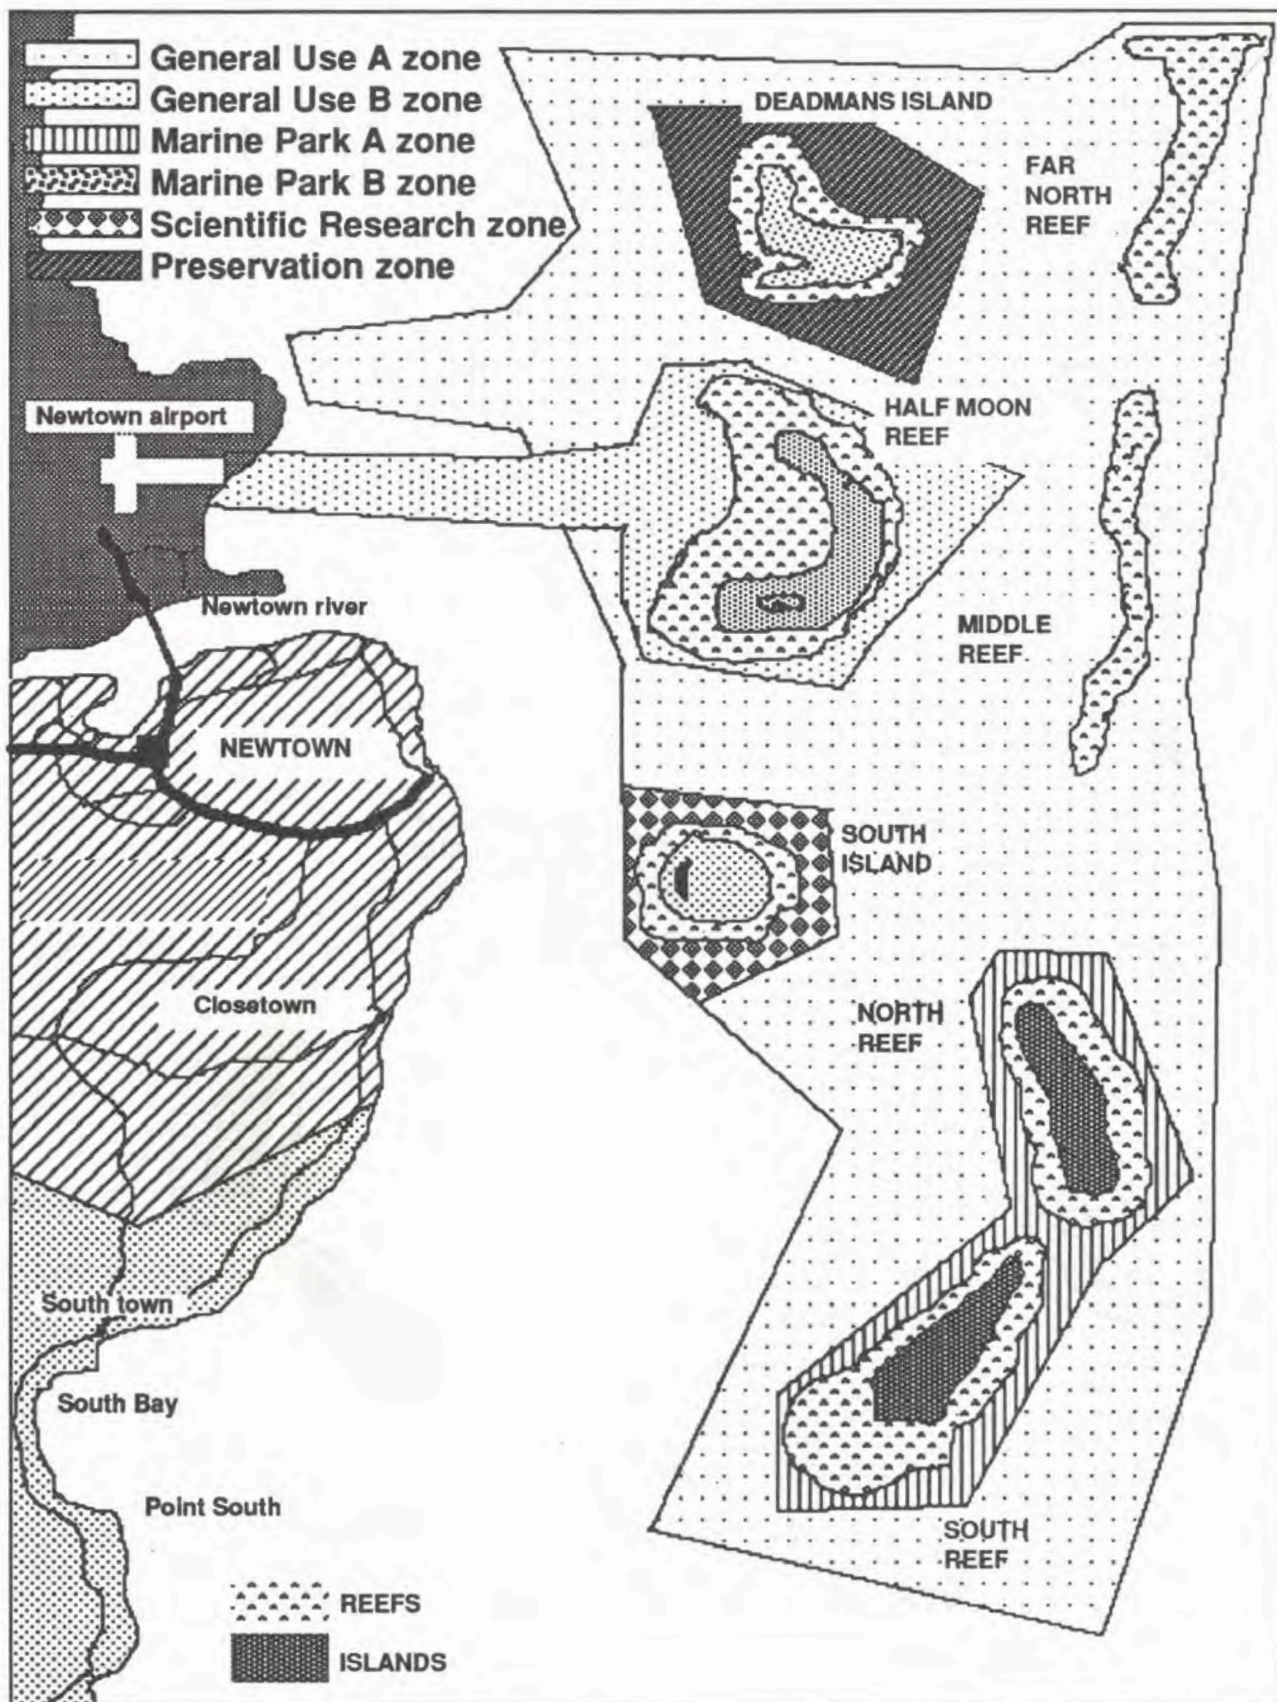 General Use A zone
General Use B zone
Marine Park A zone
Marine Park B zone
Scientific Research zone
Preservation zone
DEADMANS ISLAND
FAR
NORTH
REEF
Newtown airport
HALF MOON
REEF
Newtown river
MIDDLE
REEF
NEWTOWN
SOUTH
ISLAND
Closetown
NORTH
REEF
South town
South Bay
Point South
SOUTH
REEF
REEFS
ISLANDS